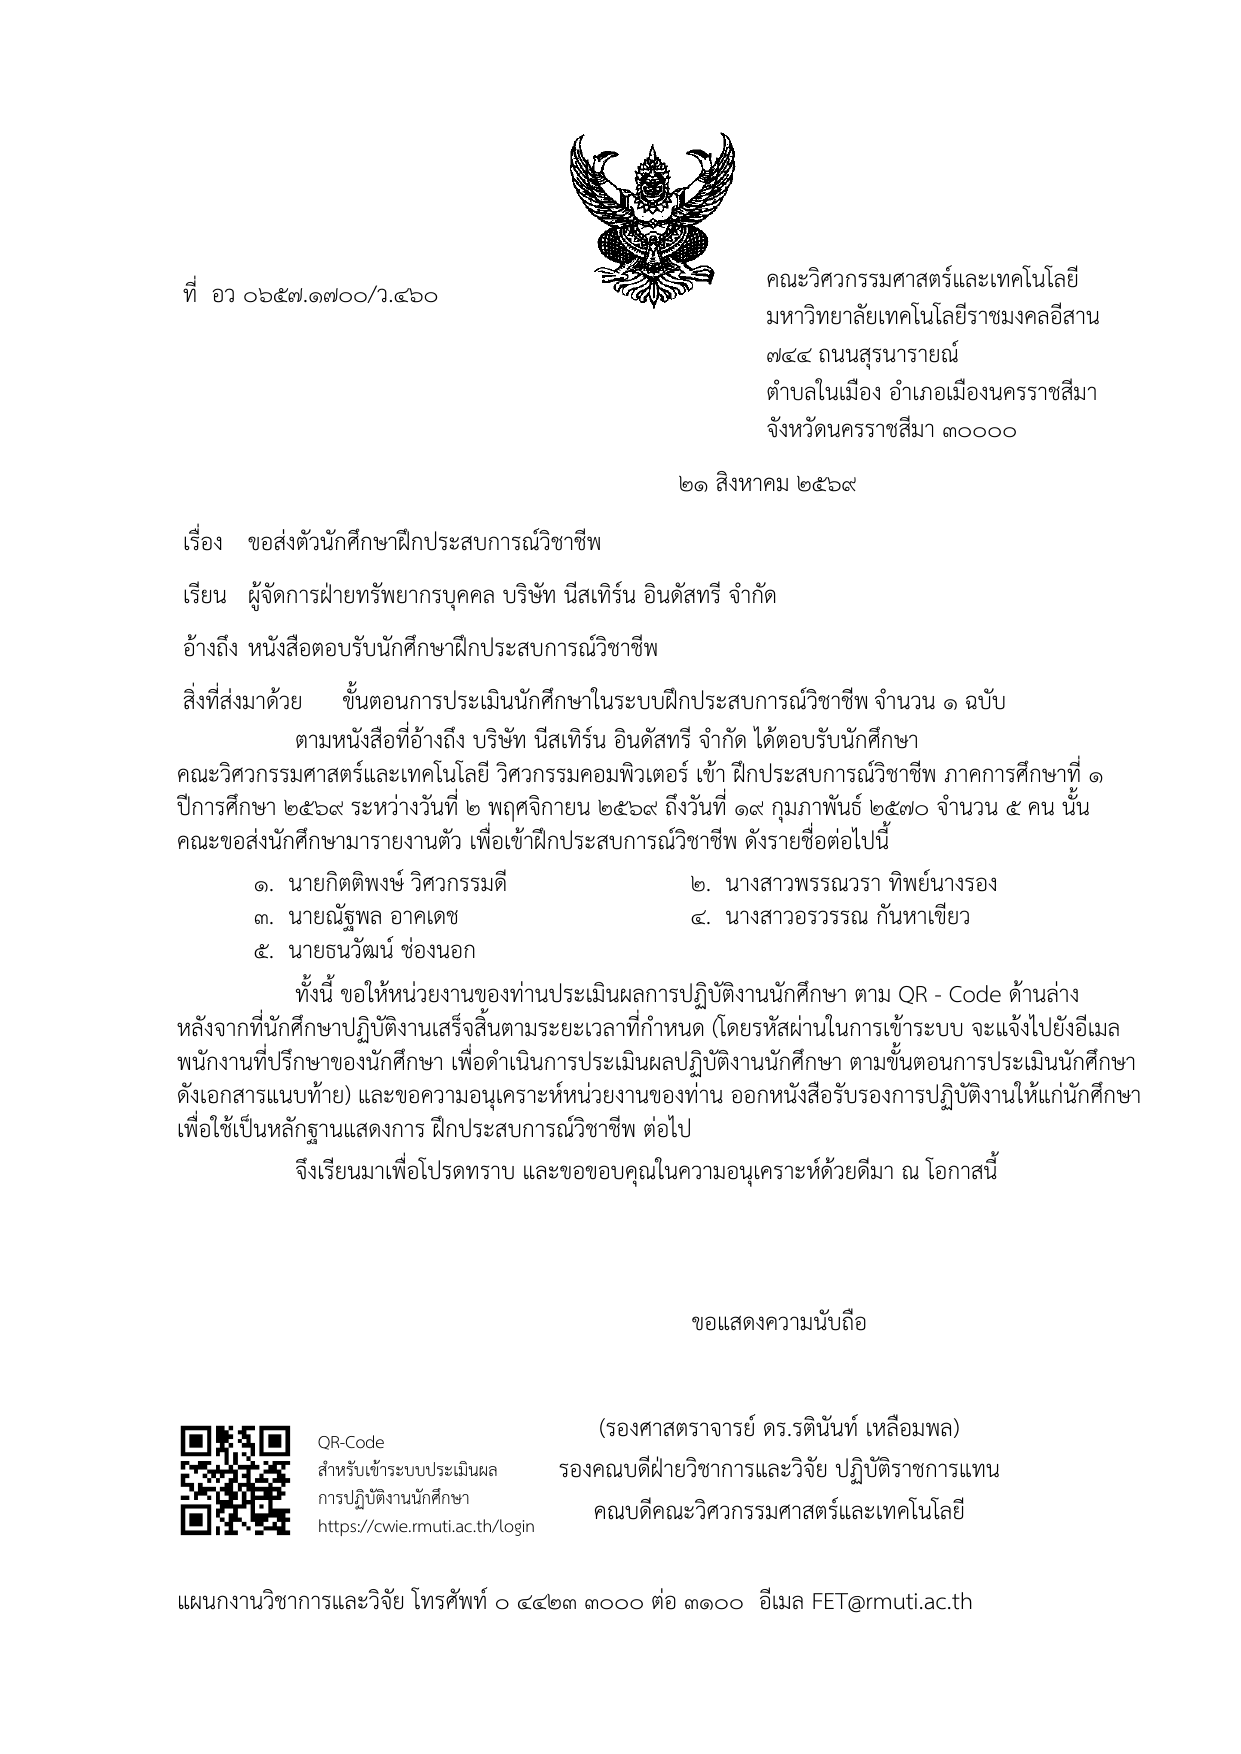 ที่ อว ๐๖๕๗.๑๗๐๐/ว.๔๖๐
คณะวิศวกรรมศาสตร์และเทคโนโลยี
มหาวิทยาลัยเทคโนโลยีราชมงคลอีสาน
๗๔๔ ถนนสุรนารายณ์
ตำบลในเมือง อำเภอเมืองนครราชสีมา
จังหวัดนครราชสีมา ๓๐๐๐๐
๒๑ สิงหาคม ๒๕๖๙
เรื่อง ขอส่งตัวนักศึกษาฝึกประสบการณ์วิชาชีพ
เรียน ผู้จัดการฝ่ายทรัพยากรบุคคล บริษัท นีสเทิร์น อินดัสทรี จำกัด
อ้างถึง หนังสือตอบรับนักศึกษาฝึกประสบการณ์วิชาชีพ
สิ่งที่ส่งมาด้วย ขั้นตอนการประเมินนักศึกษาในระบบฝึกประสบการณ์วิชาชีพ จำนวน ๑ ฉบับ
ตามหนังสือที่อ้างถึง บริษัท นีสเทิร์น อินดัสทรี จำกัด ได้ตอบรับนักศึกษา
คณะวิศวกรรมศาสตร์และเทคโนโลยี วิศวกรรมคอมพิวเตอร์ เข้า ฝึกประสบการณ์วิชาชีพ ภาคการศึกษาที่ ๑
ปีการศึกษา ๒๕๖๙ ระหว่างวันที่ ๒ พฤศจิกายน ๒๕๖๙ ถึงวันที่ ๑๙ กุมภาพันธ์ ๒๕๗๐ จำนวน ๕ คน นั้น
คณะขอส่งนักศึกษามารายงานตัว เพื่อเข้าฝึกประสบการณ์วิชาชีพ ดังรายชื่อต่อไปนี้
๑. นายกิตติพงษ์ วิศวกรรมดี ๒. นางสาวพรรณวรา ทิพย์นางรอง
๓. นายณัฐพล อาคเดช ๔. นางสาวอรวรรณ กันหาเขียว
๕. นายธนวัฒน์ ช่องนอก
ทั้งนี้ ขอให้หน่วยงานของท่านประเมินผลการปฏิบัติงานนักศึกษา ตาม QR - Code ด้านล่าง
หลังจากที่นักศึกษาปฏิบัติงานเสร็จสิ้นตามระยะเวลาที่กำหนด (โดยรหัสผ่านในการเข้าระบบ จะแจ้งไปยังอีเมล
พนักงานที่ปรึกษาของนักศึกษา เพื่อดำเนินการประเมินผลปฏิบัติงานนักศึกษา ตามขั้นตอนการประเมินนักศึกษา
ดังเอกสารแนบท้าย) และขอความอนุเคราะห์หน่วยงานของท่าน ออกหนังสือรับรองการปฏิบัติงานให้แก่นักศึกษา
เพื่อใช้เป็นหลักฐานแสดงการ ฝึกประสบการณ์วิชาชีพ ต่อไป
จึงเรียนมาเพื่อโปรดทราบ และขอขอบคุณในความอนุเคราะห์ด้วยดีมา ณ โอกาสนี้
ขอแสดงความนับถือ
(รองศาสตราจารย์ ดร.รตินันท์ เหลือมพล)
รองคณบดีฝ่ายวิชาการและวิจัย ปฏิบัติราชการแทน
คณบดีคณะวิศวกรรมศาสตร์และเทคโนโลยี
QR-Code
สำหรับเข้าระบบประเมินผล
การปฏิบัติงานนักศึกษา
https://cwie.rmuti.ac.th/login
แผนกงานวิชาการและวิจัย โทรศัพท์ ๐ ๔๔๒๓ ๓๐๐๐ ต่อ ๓๑๐๐ อีเมล FET@rmuti.ac.th